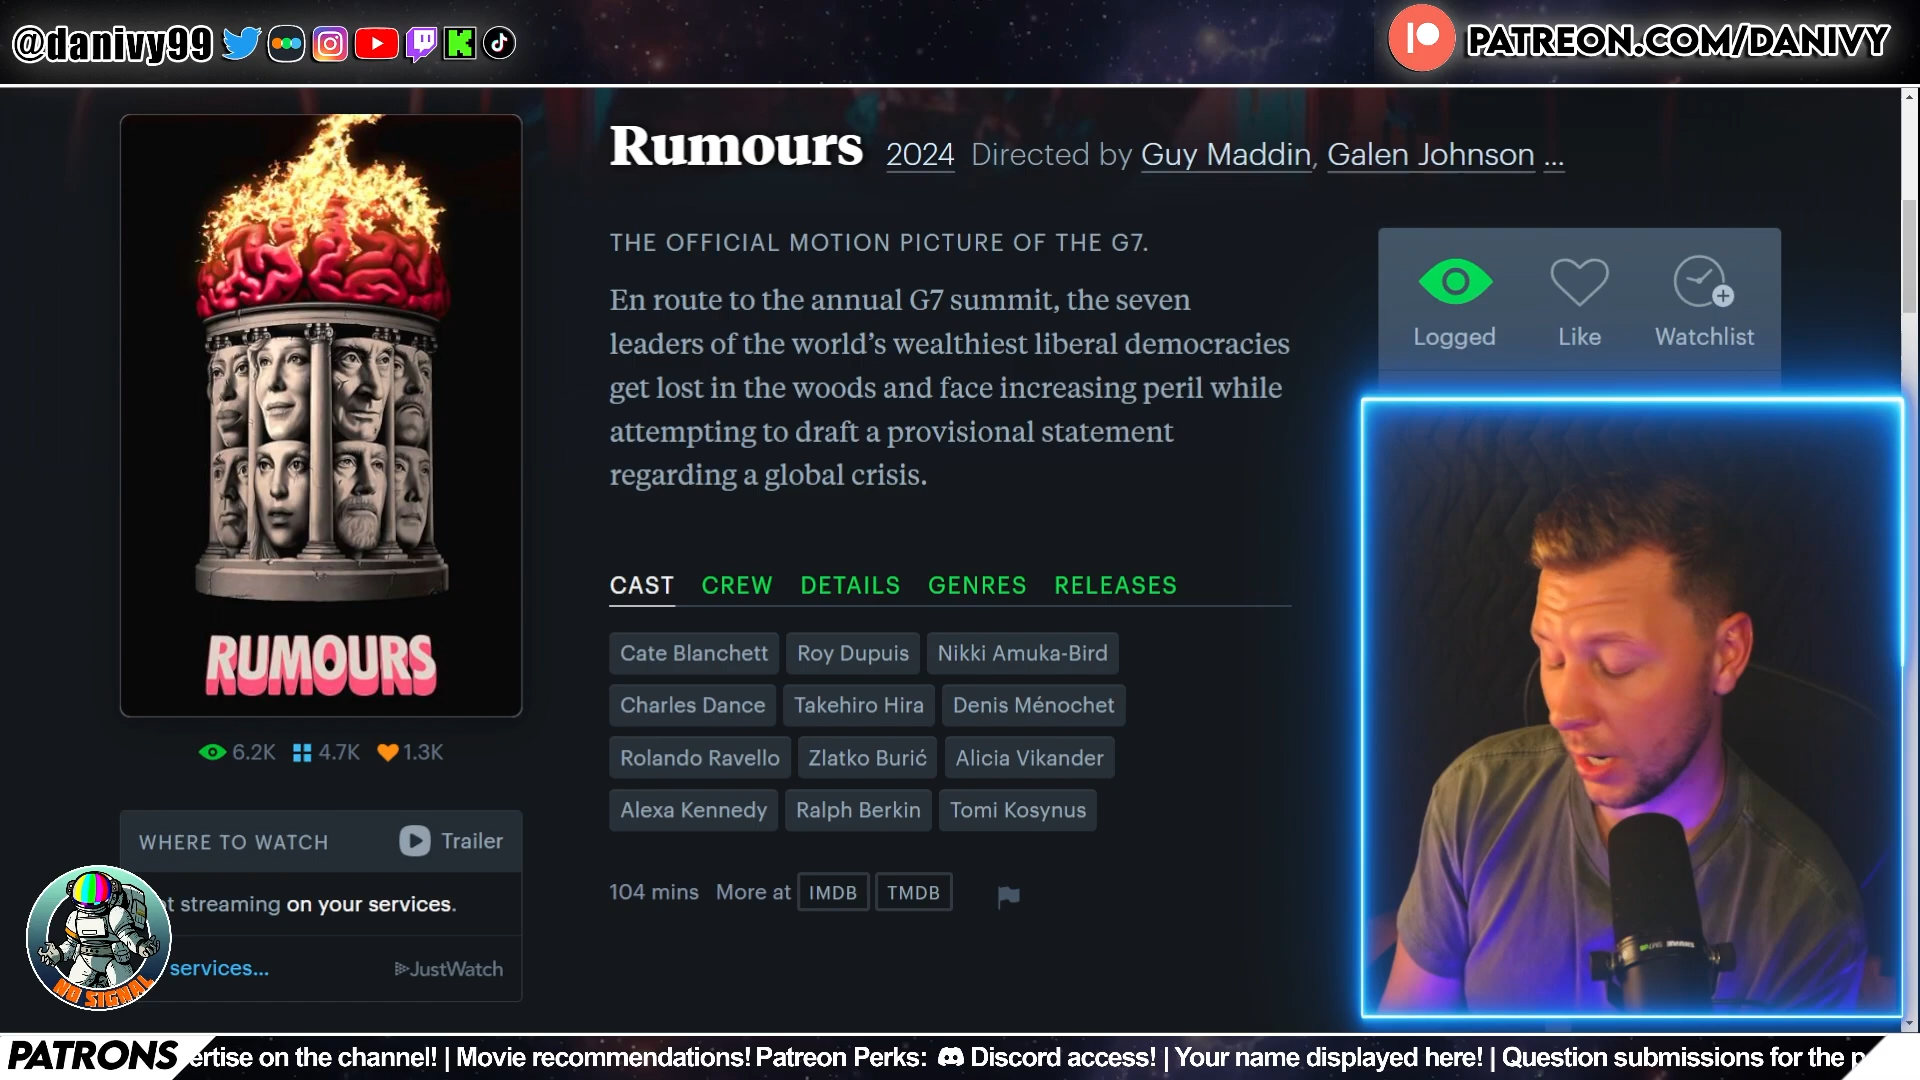 @danivy99
PATREON.COM/DANIVY
Rumours 2024 Directed by Guy Maddin, Galen Johnson ...
THE OFFICIAL MOTION PICTURE OF THE G7.
En route to the annual G7 summit, the seven
leaders of the world’s wealthiest liberal democracies
get lost in the woods and face increasing peril while
attempting to draft a provisional statement
regarding a global crisis.
Logged Like Watchlist
RUMOURS
6.2K 4.7K 1.3K
CAST CREW DETAILS GENRES RELEASES
Cate Blanchett Roy Dupuis Nikki Amuka-Bird
Charles Dance Takehiro Hira Denis Ménochet
Rolando Ravello Zlatko Burić Alicia Vikander
Alexa Kennedy Ralph Berkin Tomi Kosynus
104 mins More at IMDB TMDB
WHERE TO WATCH Trailer
streaming on your services.
services... JustWatch
NO SIGNAL
PATRONS ertise on the channel! | Movie recommendations! Patreon Perks: Discord access! | Your name displayed here! | Question submissions for the p